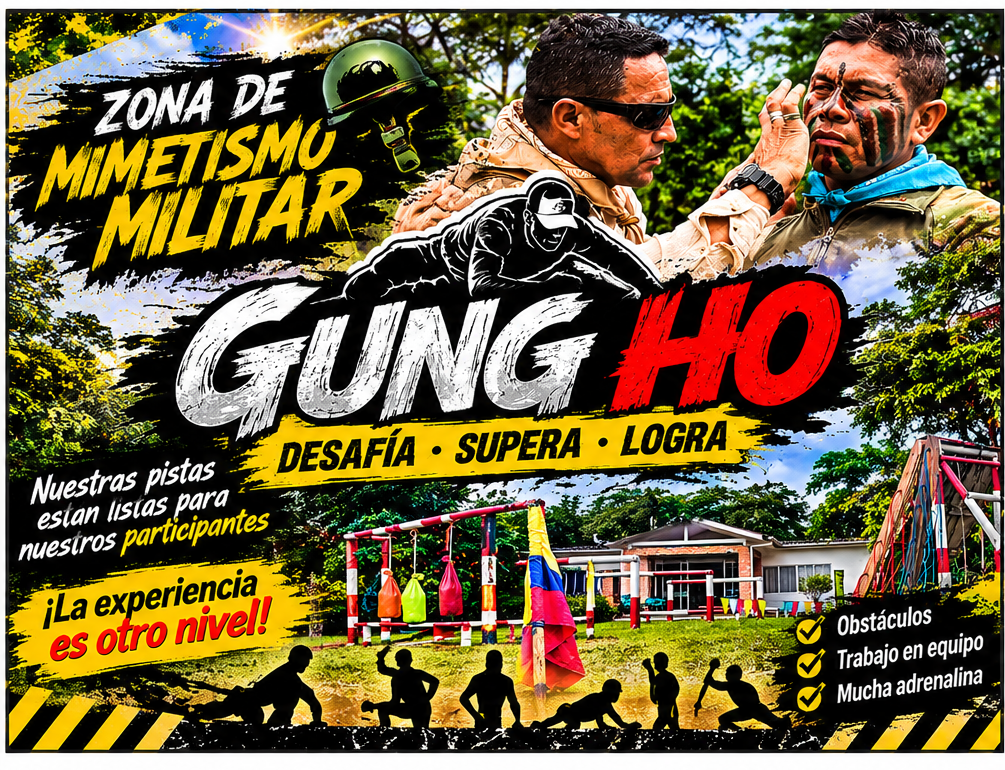 ZONA DE
MIMETISMO
MILITAR
GUNG HO
DESAFÍA · SUPERA · LOGRA
Nuestras pistas
estan listas para
nuestros participantes
¡La experiencia
es otro nivel!
Obstáculos
Trabajo en equipo
Mucha adrenalina